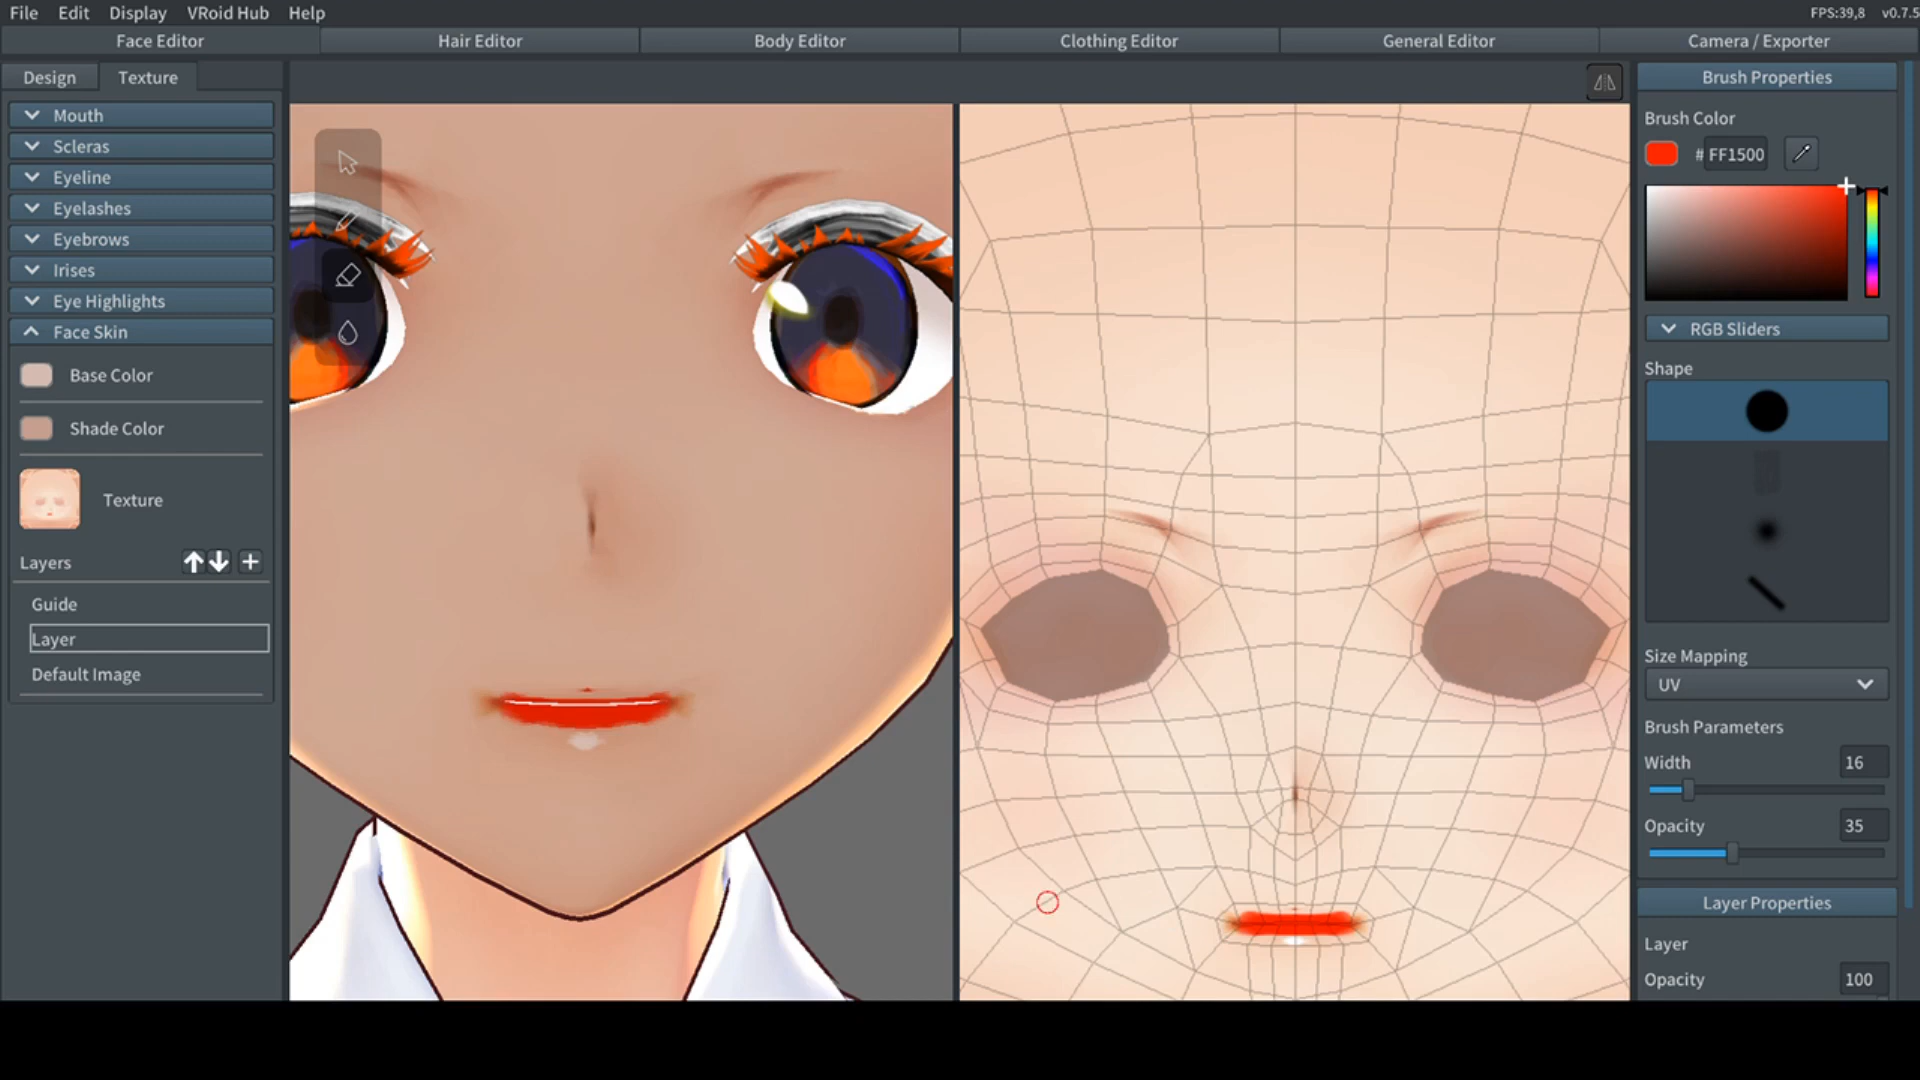 File Edit Display VRoid Hub Help
FPS:39,8 v0.7.5
Face Editor Hair Editor Body Editor Clothing Editor General Editor Camera / Exporter
Design Texture
Mouth
Scleras
Eyeline
Eyelashes
Eyebrows
Irises
Eye Highlights
Face Skin
Base Color
Shade Color
Texture
Layers
Guide
Layer
Default Image
Brush Properties
Brush Color
# FF1500
RGB Sliders
Shape
Size Mapping
UV
Brush Parameters
Width 16
Opacity 35
Layer Properties
Layer
Opacity 100